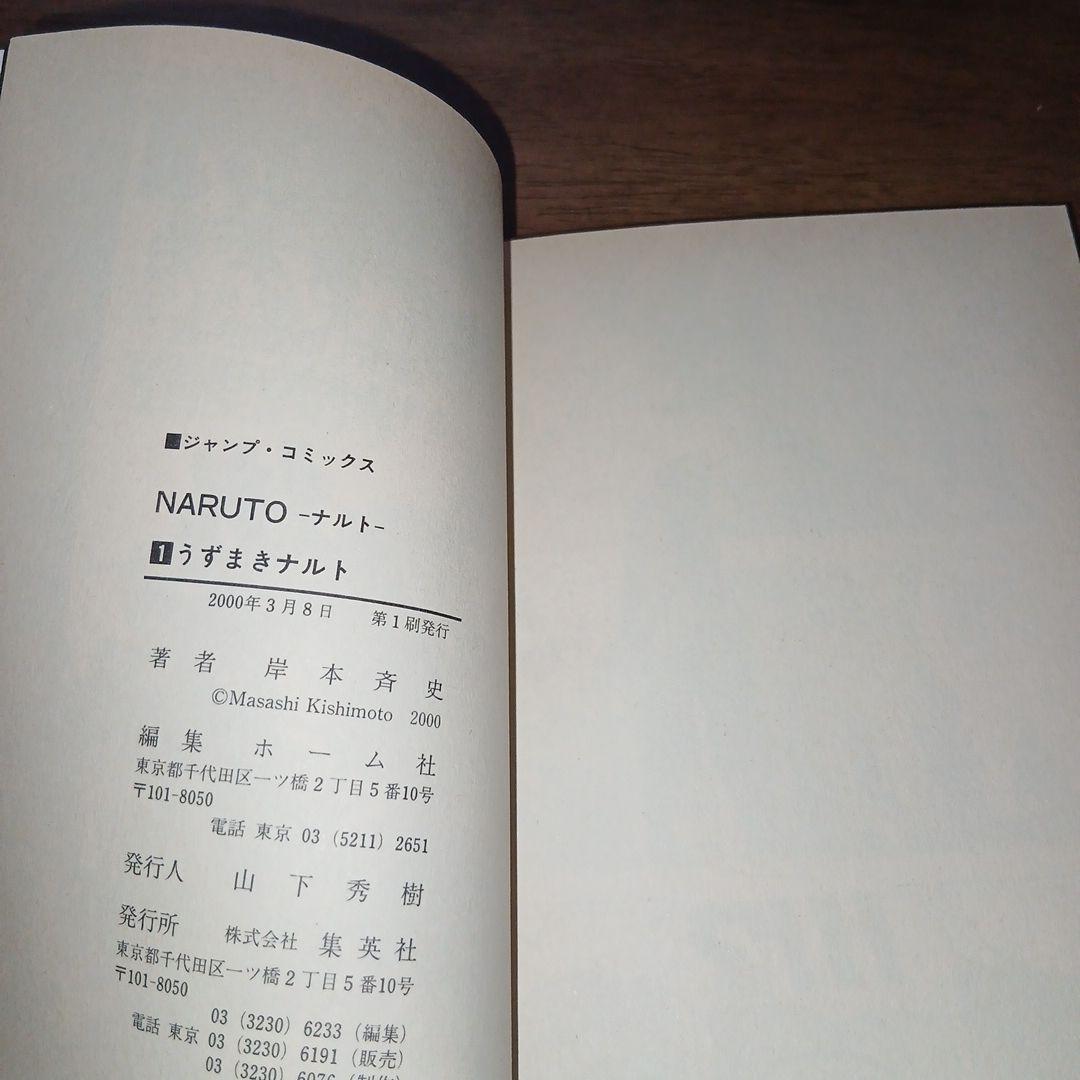 ■ジャンプ・コミックス
NARUTO -ナルト-
1うずまきナルト
2000年3月8日 第1刷発行
著者 岸本斉史
©Masashi Kishimoto 2000
編集 ホーム社
東京都千代田区一ツ橋2丁目5番10号
〒101-8050
電話 東京 03 (5211) 2651
発行人 山下秀樹
発行所 株式会社 集英社
東京都千代田区一ツ橋2丁目5番10号
〒101-8050
03 (3230) 6233 (編集)
電話 東京 03 (3230) 6191 (販売)
03 (3230) 6076 (制作)